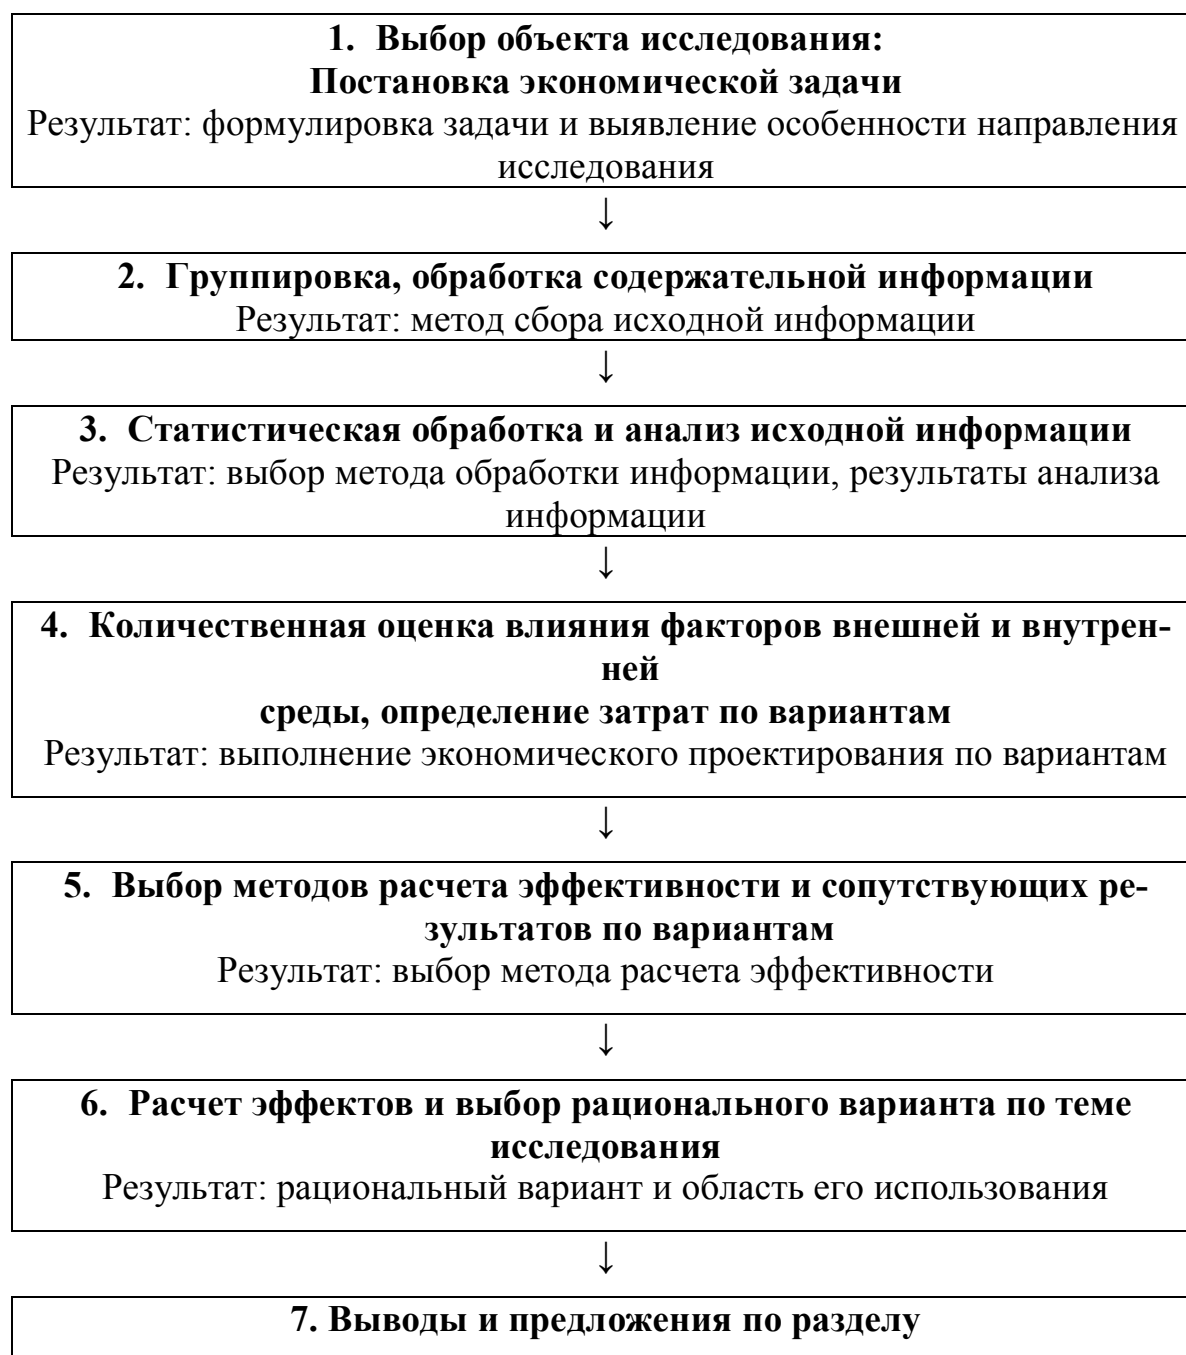 1. Выбор объекта исследования:
Постановка экономической задачи
Результат: формулировка задачи и выявление особенности направления
исследования
↓
2. Группировка, обработка содержательной информации
Результат: метод сбора исходной информации
↓
3. Статистическая обработка и анализ исходной информации
Результат: выбор метода обработки информации, результаты анализа
информации
↓
4. Количественная оценка влияния факторов внешней и внутрен-
ней
среды, определение затрат по вариантам
Результат: выполнение экономического проектирования по вариантам
↓
5. Выбор методов расчета эффективности и сопутствующих ре-
зультатов по вариантам
Результат: выбор метода расчета эффективности
↓
6. Расчет эффектов и выбор рационального варианта по теме
исследования
Результат: рациональный вариант и область его использования
↓
7. Выводы и предложения по разделу